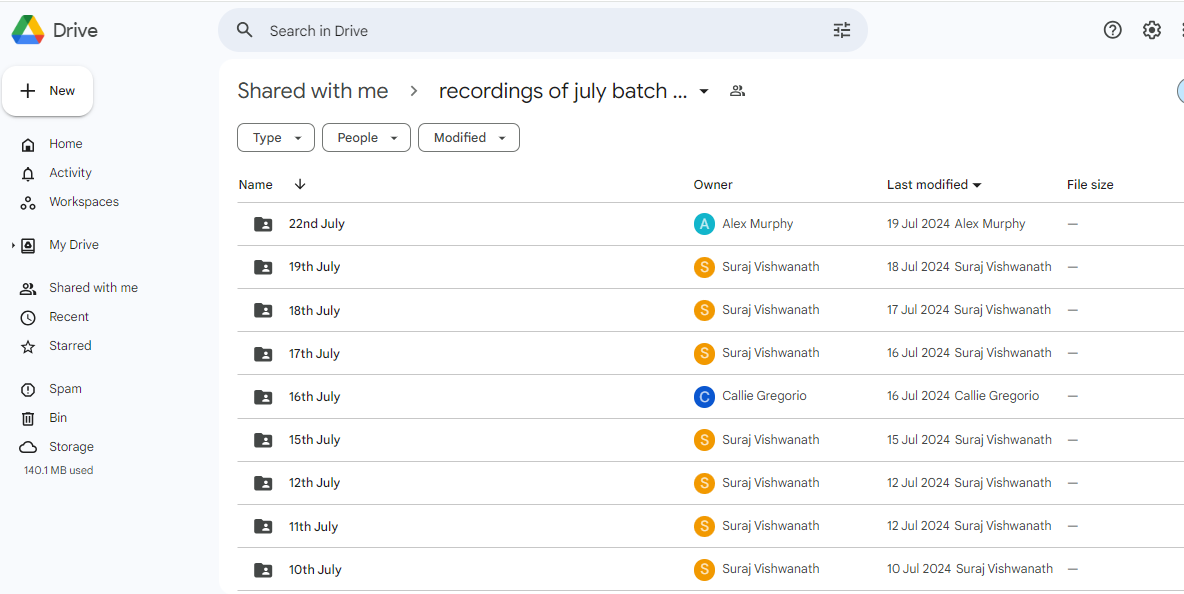 Drive
Search in Drive
New
Shared with me
recordings of july batch ...
Type
People
Modified
Home
Activity
Workspaces
My Drive
Shared with me
Recent
Starred
Spam
Bin
Storage
140.1 MB used
Name Owner Last modified File size
22nd July A Alex Murphy 19 Jul 2024 Alex Murphy —
19th July S Suraj Vishwanath 18 Jul 2024 Suraj Vishwanath —
18th July S Suraj Vishwanath 17 Jul 2024 Suraj Vishwanath —
17th July S Suraj Vishwanath 16 Jul 2024 Suraj Vishwanath —
16th July C Callie Gregorio 16 Jul 2024 Callie Gregorio —
15th July S Suraj Vishwanath 15 Jul 2024 Suraj Vishwanath —
12th July S Suraj Vishwanath 12 Jul 2024 Suraj Vishwanath —
11th July S Suraj Vishwanath 12 Jul 2024 Suraj Vishwanath —
10th July S Suraj Vishwanath 10 Jul 2024 Suraj Vishwanath —